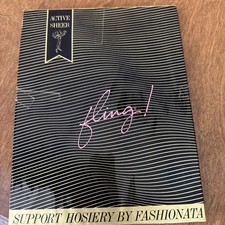 ACTIVE
SHEER
fling!
SUPPORT HOSIERY BY FASHIONATA